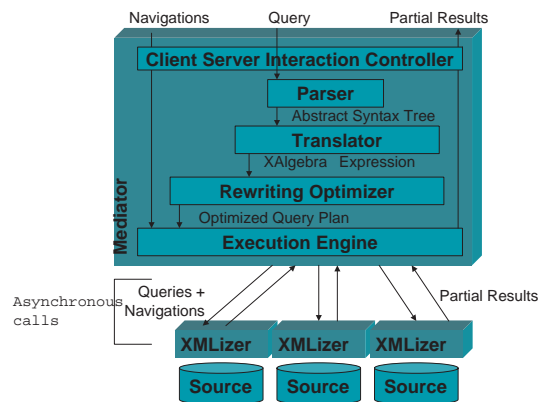 Navigations Query Partial Results
Client Server Interaction Controller
Parser
Abstract Syntax Tree
Translator
XAlgebra Expression
Rewriting Optimizer
Optimized Query Plan
Execution Engine
Mediator
Asynchronous
calls
Queries +
Navigations
Partial Results
XMLizer XMLizer XMLizer
Source Source Source